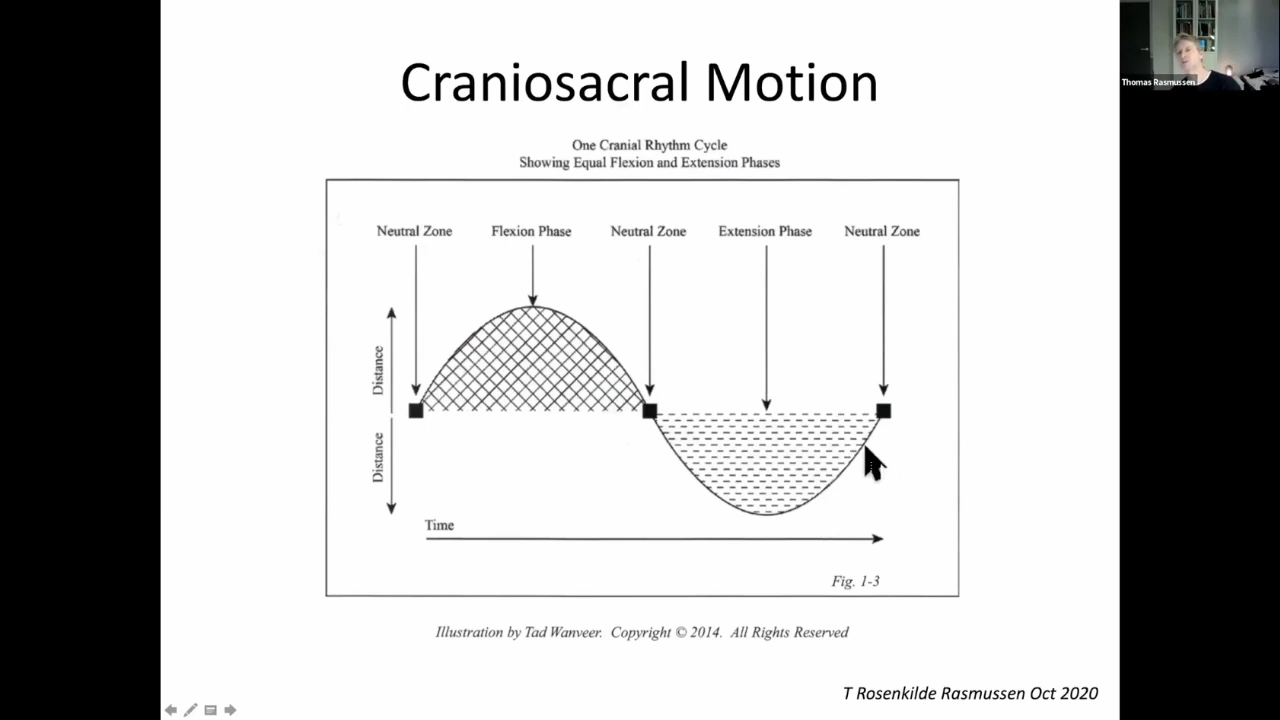 Craniosacral Motion
Thomas Rasmussen
One Cranial Rhythm Cycle
Showing Equal Flexion and Extension Phases
Neutral Zone
Flexion Phase
Neutral Zone
Extension Phase
Neutral Zone
Distance
Distance
Time
Fig. 1-3
Illustration by Tad Wanveer. Copyright © 2014. All Rights Reserved
T Rosenkilde Rasmussen Oct 2020